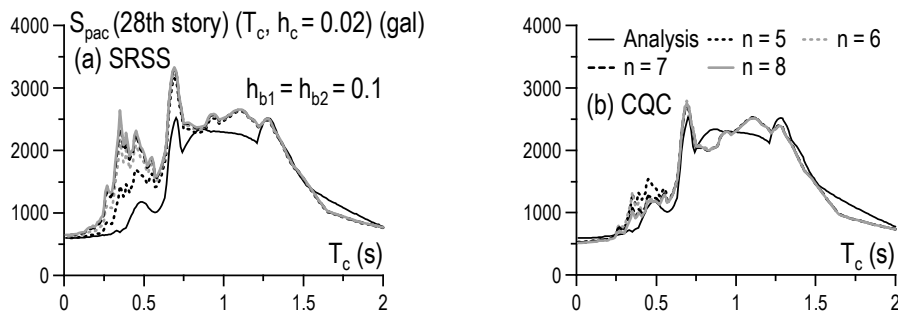 S_pac (28th story) (T_c, h_c = 0.02) (gal)
(a) SRSS
h_b1 = h_b2 = 0.1
4000
3000
2000
1000
0
0 0.5 1 1.5 2
T_c (s)
Analysis n = 5 n = 6
n = 7 n = 8
(b) CQC
4000
3000
2000
1000
0
0 0.5 1 1.5 2
T_c (s)